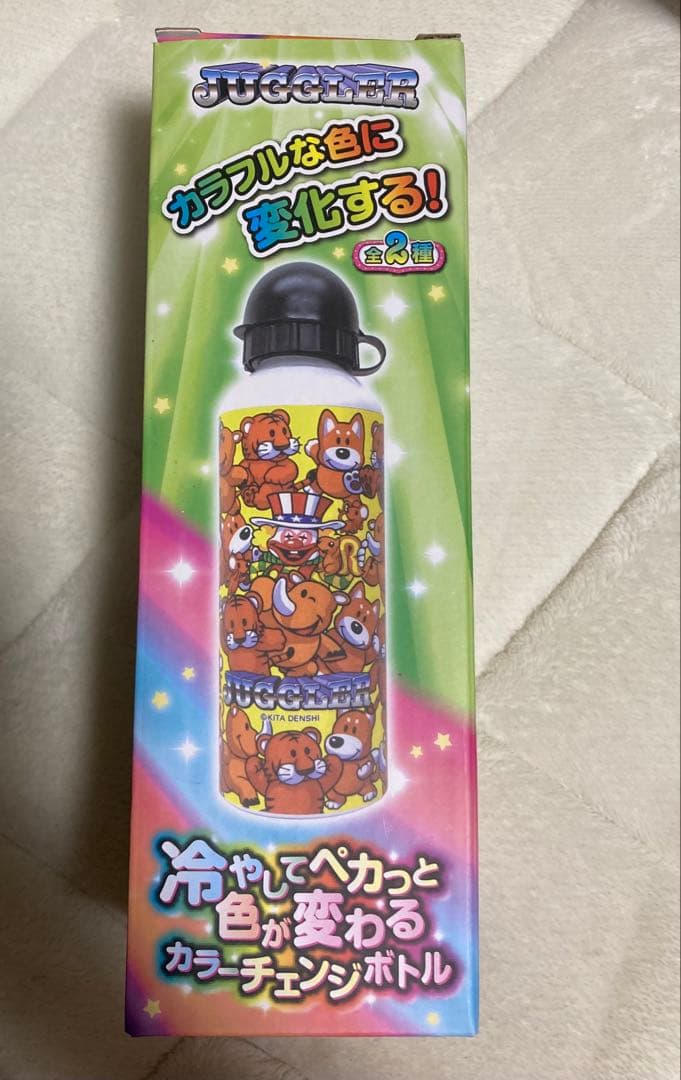 JUGGLER
カラフルな色に
変化する!
全2種
R
JUGGLER
©KITA DENSHI
冷やしてペカっと
色が変わる
カラーチェンジボトル